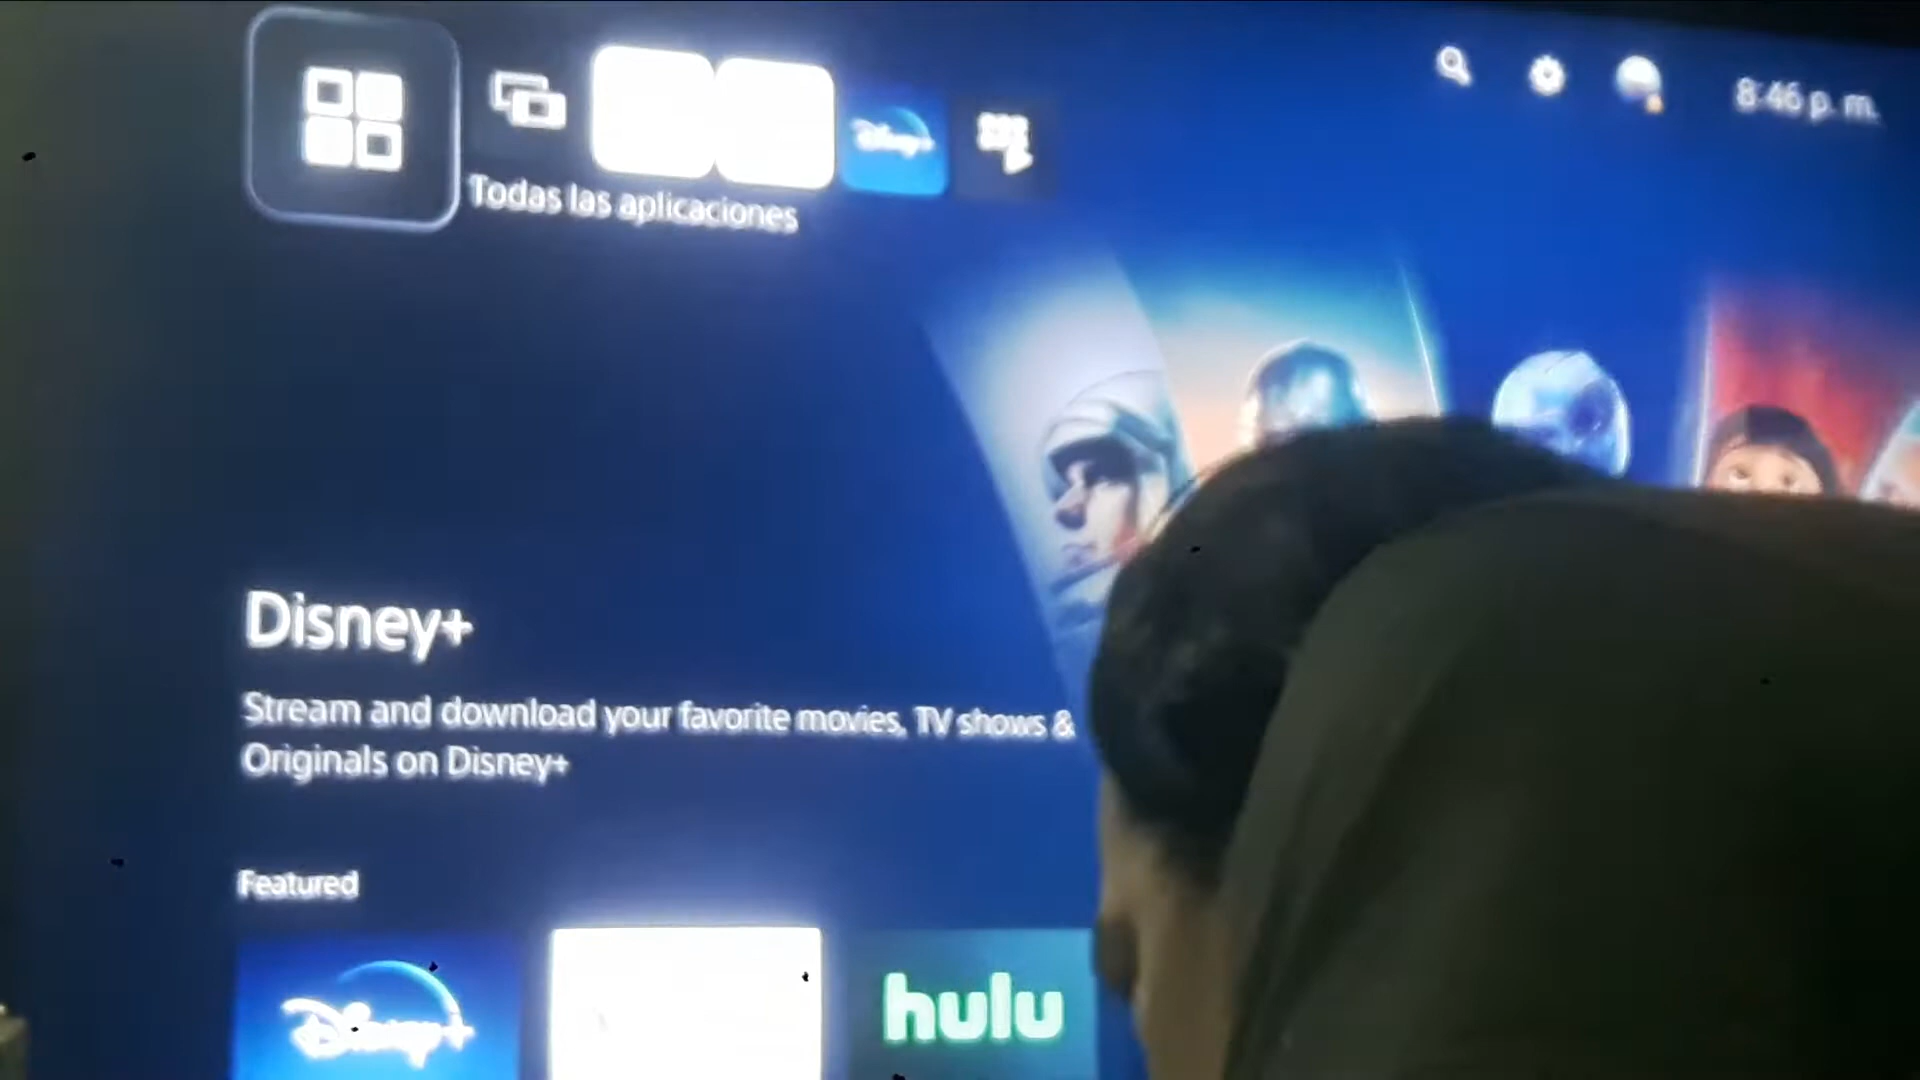 Disney+
8:46 p. m.
Todas las aplicaciones
Disney+
Stream and download your favorite movies, TV shows &
Originals on Disney+
Featured
Disney+
hulu